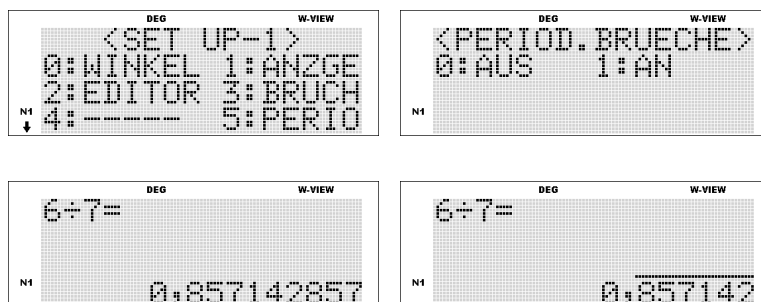 DEG W-VIEW
<SET UP-1>
0:WINKEL 1:ANZGE
2:EDITOR 3:BRUCH
N1 4:----- 5:PERIO
DEG W-VIEW
<PERIOD.BRUECHE>
0:AUS 1:AN
N1
DEG W-VIEW
6÷7=
N1 0,857142857
DEG W-VIEW
6÷7=
N1 0,857142